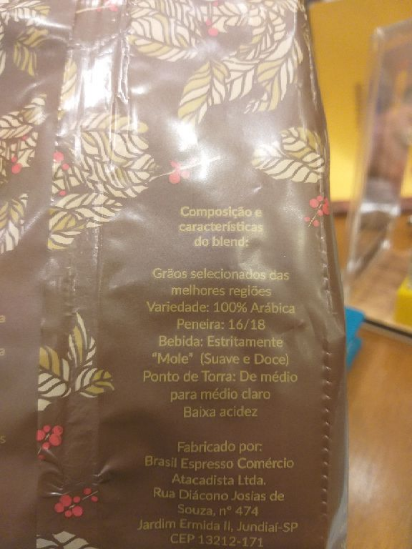 Composição e
características
do blend:
Grãos selecionados das
melhores regiões
Variedade: 100% Arábica
Peneira: 16/18
Bebida: Estritamente
“Mole” (Suave e Doce)
Ponto de Torra: De médio
para médio claro
Baixa acidez
Fabricado por:
Brasil Espresso Comércio
Atacadista Ltda.
Rua Diácono Josias de
Souza, nº 474
Jardim Ermida II, Jundiaí-SP
CEP 13212-171